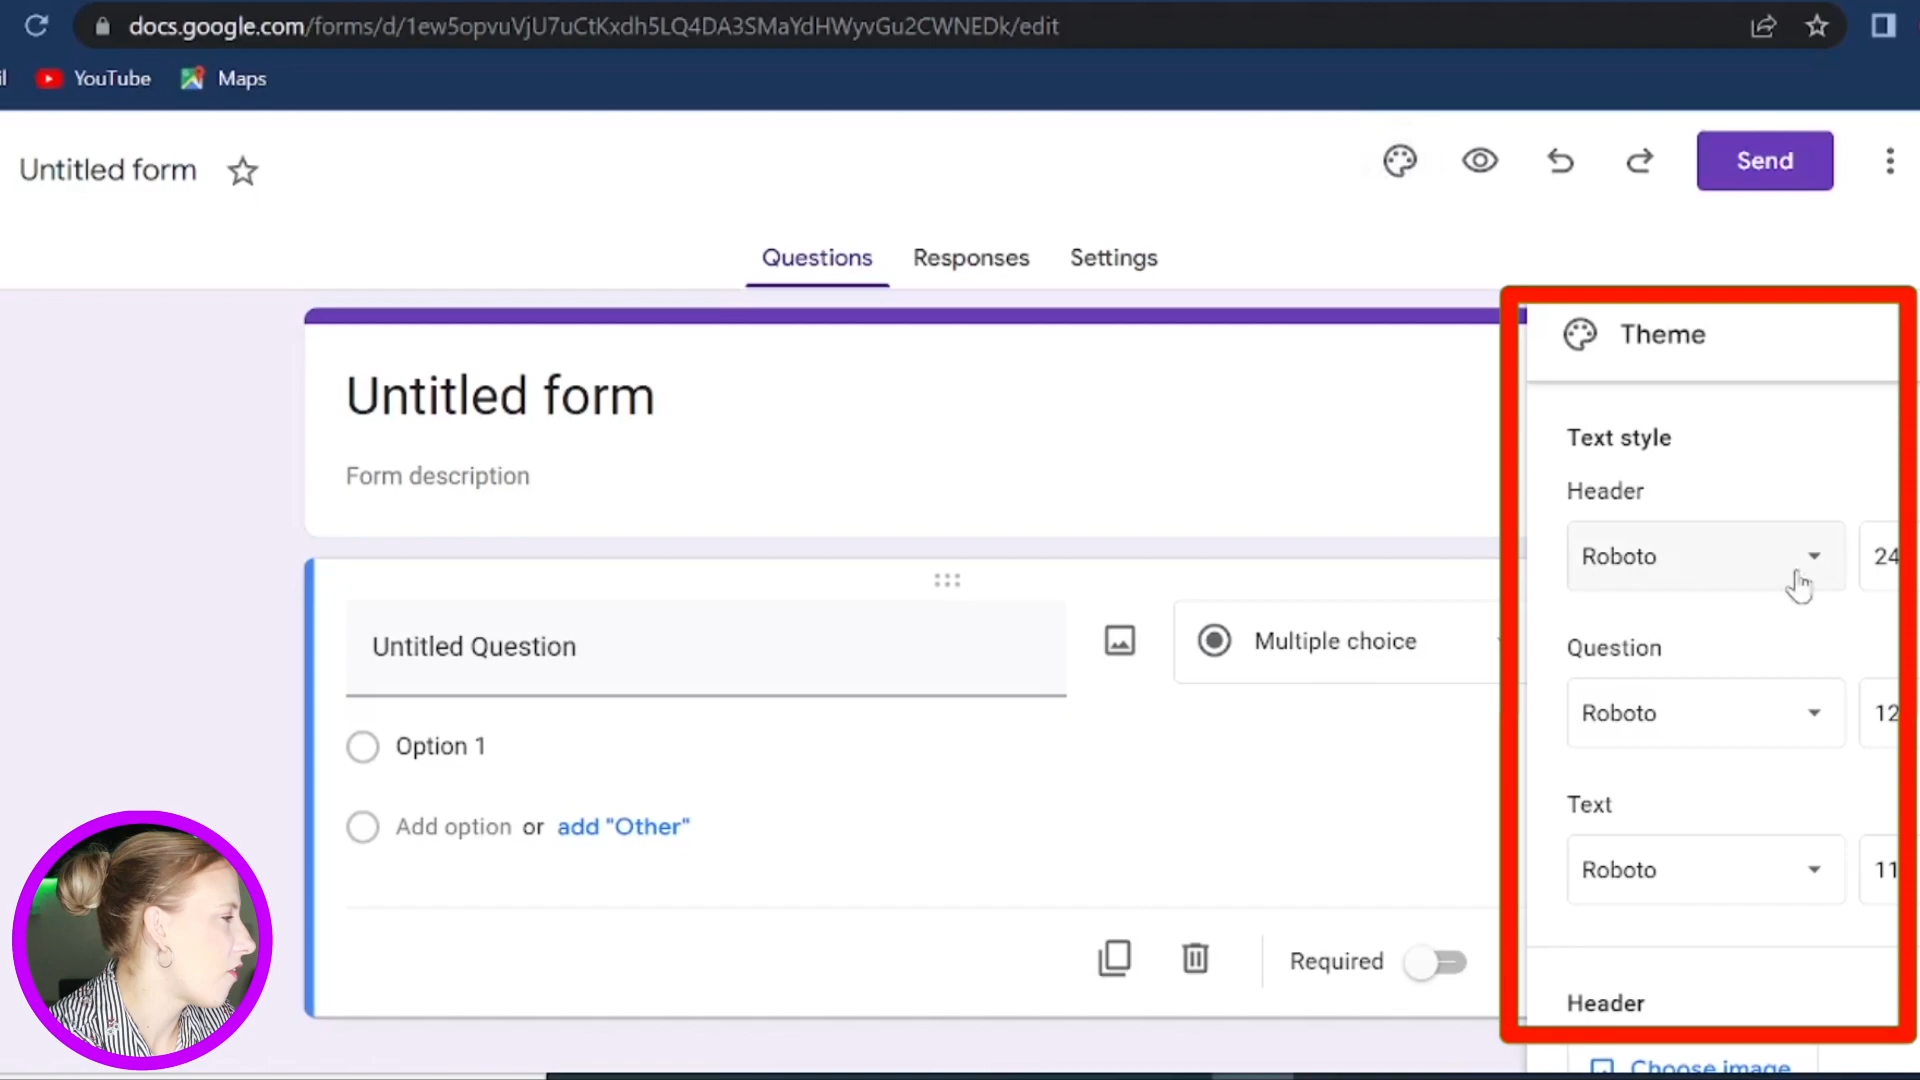 docs.google.com/forms/d/1ew5opvuVjU7uCtKxdh5LQ4DA3SMaYdHWyvGu2CWNEDk/edit
YouTube
Maps
Untitled form
Send
Questions
Responses
Settings
Theme
Untitled form
Form description
Text style
Header
Roboto
24
Untitled Question
Multiple choice
Question
Roboto
12
Option 1
Add option or add "Other"
Text
Roboto
11
Required
Header
Choose image